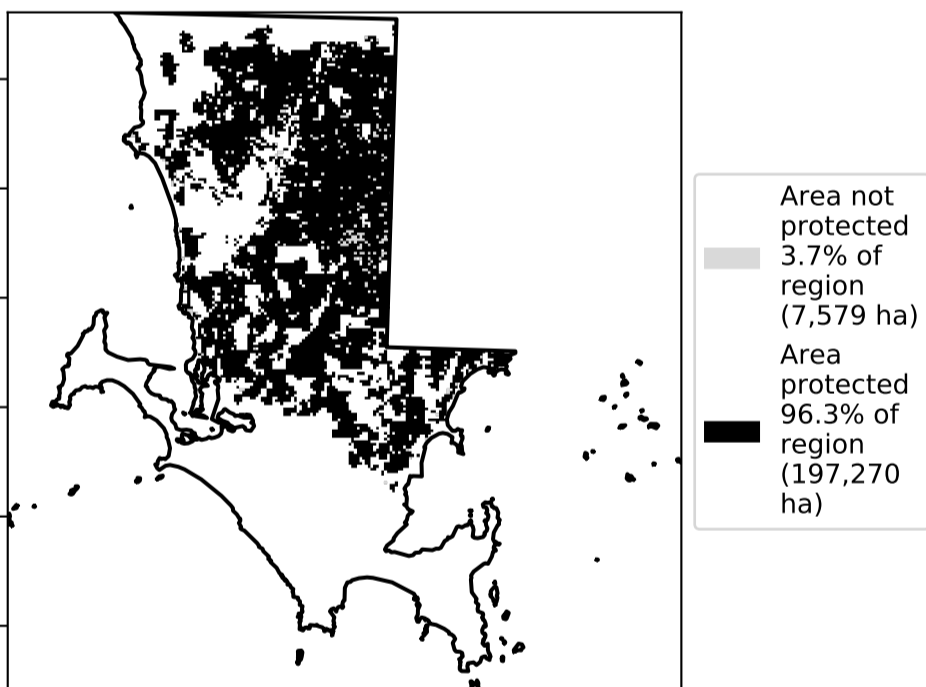 Area not
protected
3.7% of
region
(7,579 ha)
Area
protected
96.3% of
region
(197,270
ha)